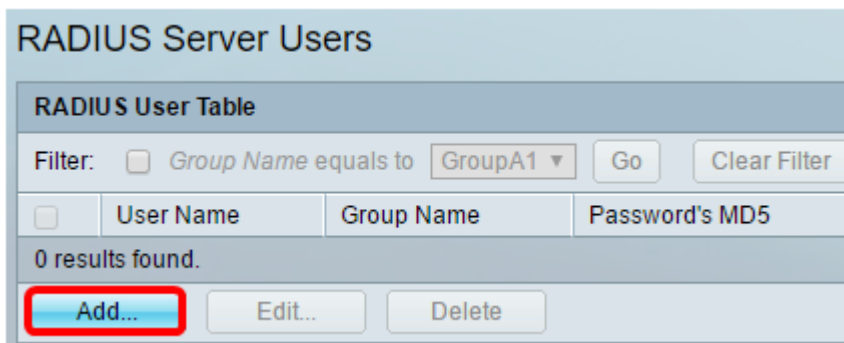 RADIUS Server Users
RADIUS User Table
Filter: Group Name equals to GroupA1 Go Clear Filter
User Name Group Name Password's MD5
0 results found.
Add... Edit... Delete